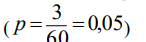 ( p = 3/60 = 0,05 )